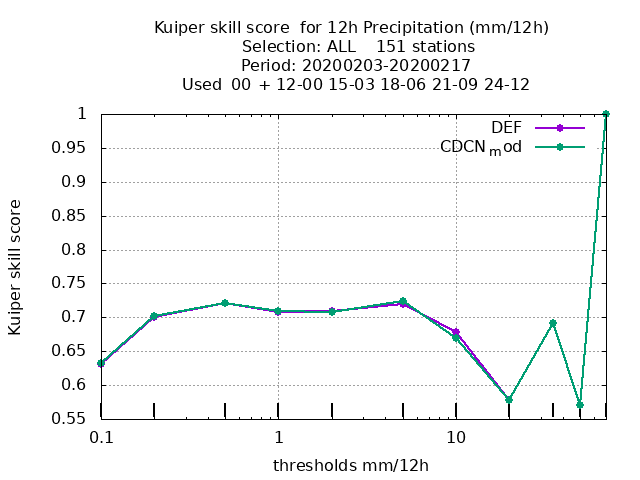 Kuiper skill score  for 12h Precipitation (mm/12h)
Selection: ALL    151 stations
Period: 20200203-20200217
Used  00 + 12-00 15-03 18-06 21-09 24-12
DEF
CDCN_mod
Kuiper skill score
1
0.95
0.9
0.85
0.8
0.75
0.7
0.65
0.6
0.55
0.1
1
10
thresholds mm/12h